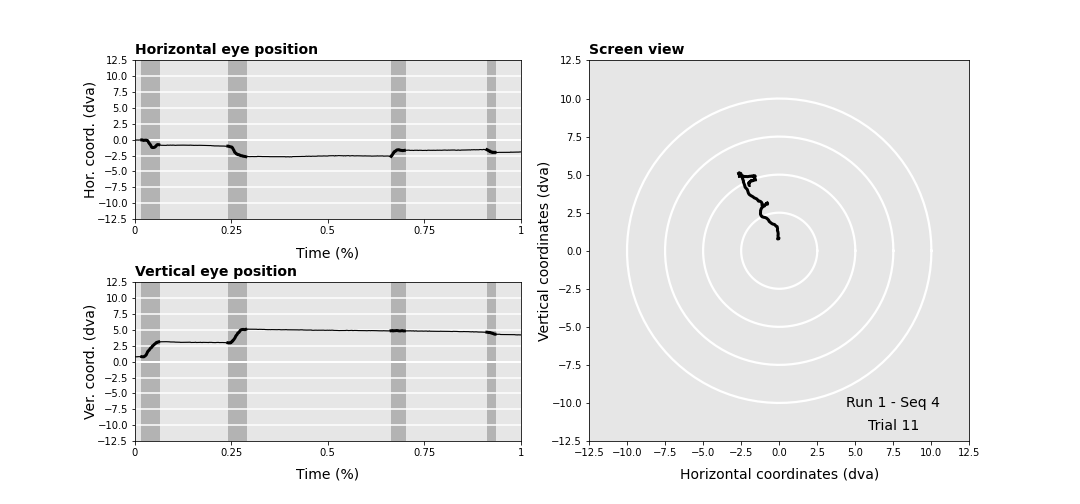 Horizontal eye position
Hor. coord. (dva)
12.5
10.0
7.5
5.0
2.5
0.0
−2.5
−5.0
−7.5
−10.0
−12.5
0 0.25 0.5 0.75 1
Time (%)
Vertical eye position
Ver. coord. (dva)
12.5
10.0
7.5
5.0
2.5
0.0
−2.5
−5.0
−7.5
−10.0
−12.5
0 0.25 0.5 0.75 1
Time (%)
Screen view
Vertical coordinates (dva)
12.5
10.0
7.5
5.0
2.5
0.0
−2.5
−5.0
−7.5
−10.0
−12.5
Run 1 - Seq 4
Trial 11
−12.5 −10.0 −7.5 −5.0 −2.5 0.0 2.5 5.0 7.5 10.0 12.5
Horizontal coordinates (dva)